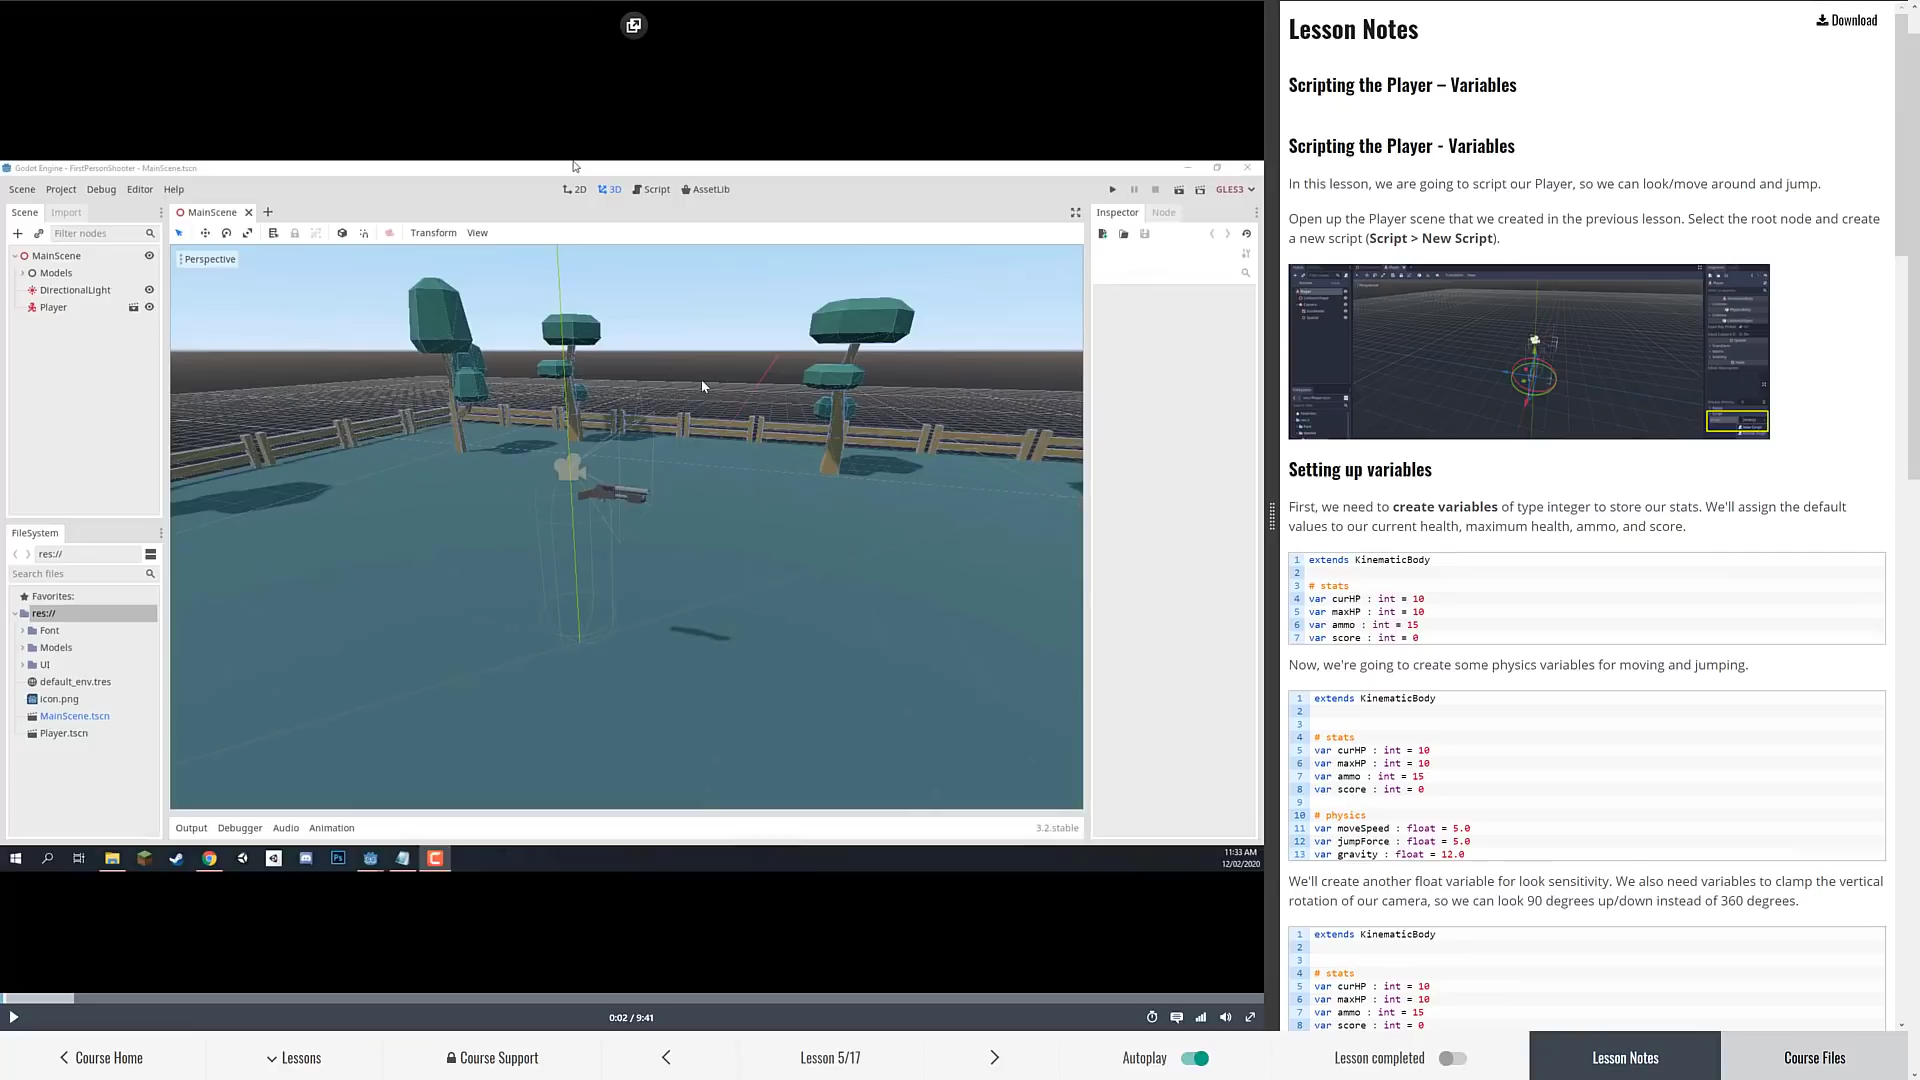 Godot Engine - FirstPersonShooter - MainScene.tscn
Scene Project Debug Editor Help
2D 3D Script AssetLib
GLES3
Scene Import
MainScene
Inspector Node
Filter nodes
Transform View
MainScene
Models
DirectionalLight
Player
Perspective
FileSystem
res://
Search files
Favorites:
res://
Font
Models
UI
default_env.tres
icon.png
MainScene.tscn
Player.tscn
Output Debugger Audio Animation
3.2.stable
11:33 AM
12/02/2020
0:02 / 9:41
Lesson Notes
Download
Scripting the Player – Variables
Scripting the Player - Variables
In this lesson, we are going to script our Player, so we can look/move around and jump.
Open up the Player scene that we created in the previous lesson. Select the root node and create
a new script (Script > New Script).
Setting up variables
First, we need to create variables of type integer to store our stats. We'll assign the default
values to our current health, maximum health, ammo, and score.
1 extends KinematicBody
2
3 # stats
4 var curHP : int = 10
5 var maxHP : int = 10
6 var ammo : int = 15
7 var score : int = 0
Now, we're going to create some physics variables for moving and jumping.
1 extends KinematicBody
2
3
4 # stats
5 var curHP : int = 10
6 var maxHP : int = 10
7 var ammo : int = 15
8 var score : int = 0
9
10 # physics
11 var moveSpeed : float = 5.0
12 var jumpForce : float = 5.0
13 var gravity : float = 12.0
We'll create another float variable for look sensitivity. We also need variables to clamp the vertical
rotation of our camera, so we can look 90 degrees up/down instead of 360 degrees.
1 extends KinematicBody
2
3
4 # stats
5 var curHP : int = 10
6 var maxHP : int = 10
7 var ammo : int = 15
8 var score : int = 0
Course Home
Lessons
Course Support
Lesson 5/17
Autoplay
Lesson completed
Lesson Notes
Course Files